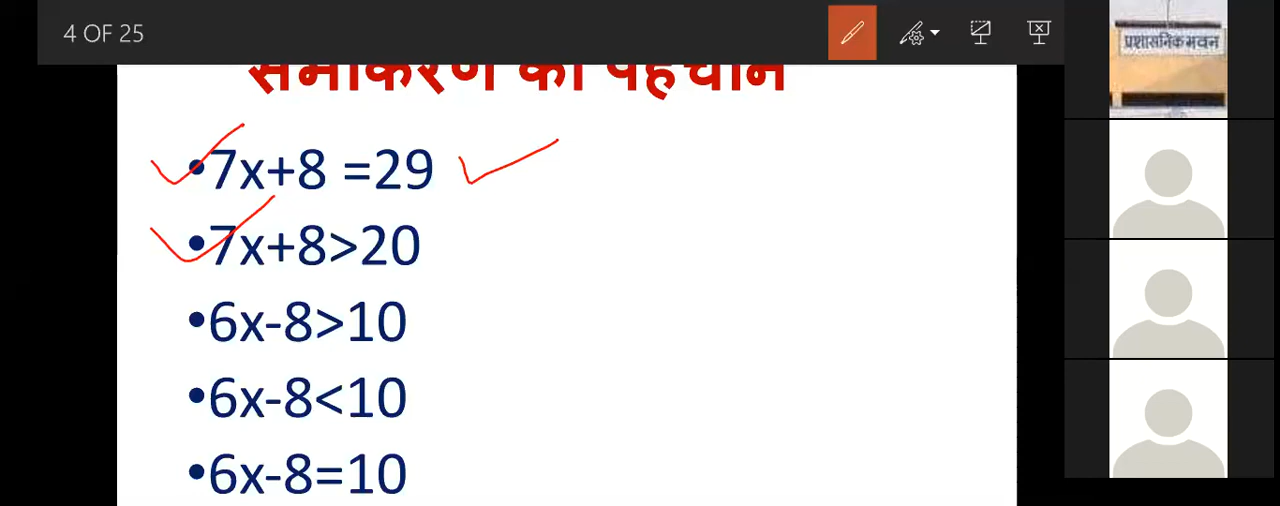 4 OF 25
प्रशासनिक भवन
समीकरण की पहचान
•7x+8 =29
•7x+8>20
•6x-8>10
•6x-8<10
•6x-8=10